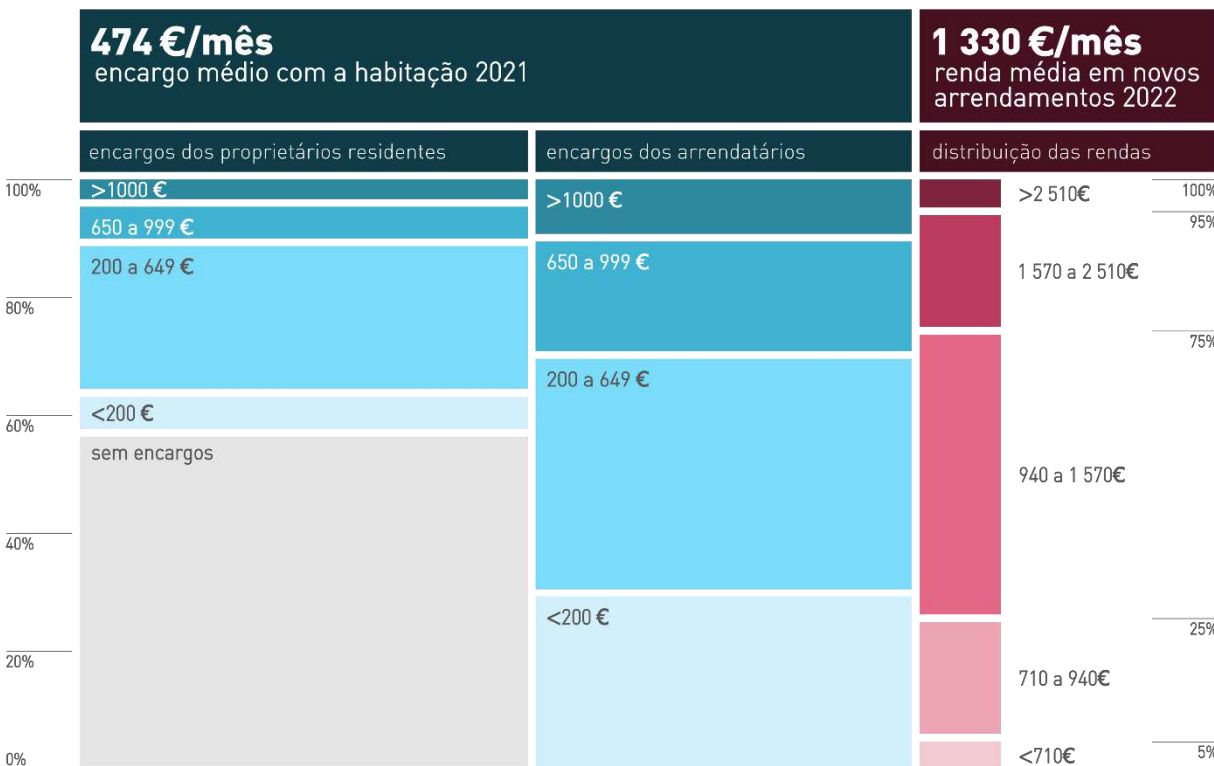 474 €/mês
encargo médio com a habitação 2021
1 330 €/mês
renda média em novos
arrendamentos 2022
encargos dos proprietários residentes
encargos dos arrendatários
distribuição das rendas
100%
80%
60%
40%
20%
0%
>1000 €
650 a 999 €
200 a 649 €
<200 €
sem encargos
>1000 €
650 a 999 €
200 a 649 €
<200 €
>2 510€
1 570 a 2 510€
940 a 1 570€
710 a 940€
<710€
100%
95%
75%
25%
5%